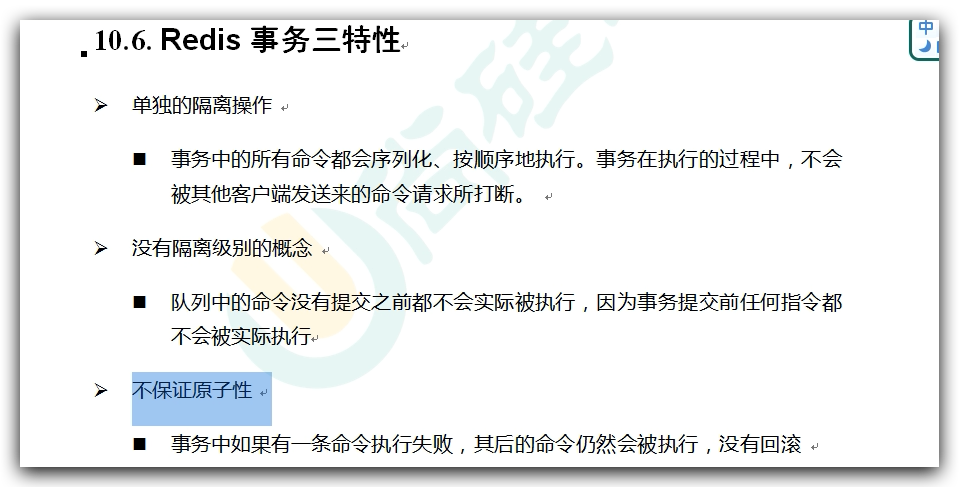 10.6. Redis 事务三特性
单独的隔离操作
事务中的所有命令都会序列化、按顺序地执行。事务在执行的过程中，不会
被其他客户端发送来的命令请求所打断。
没有隔离级别的概念
队列中的命令没有提交之前都不会实际被执行，因为事务提交前任何指令都
不会被实际执行
不保证原子性
事务中如果有一条命令执行失败，其后的命令仍然会被执行，没有回滚
中
尚硅